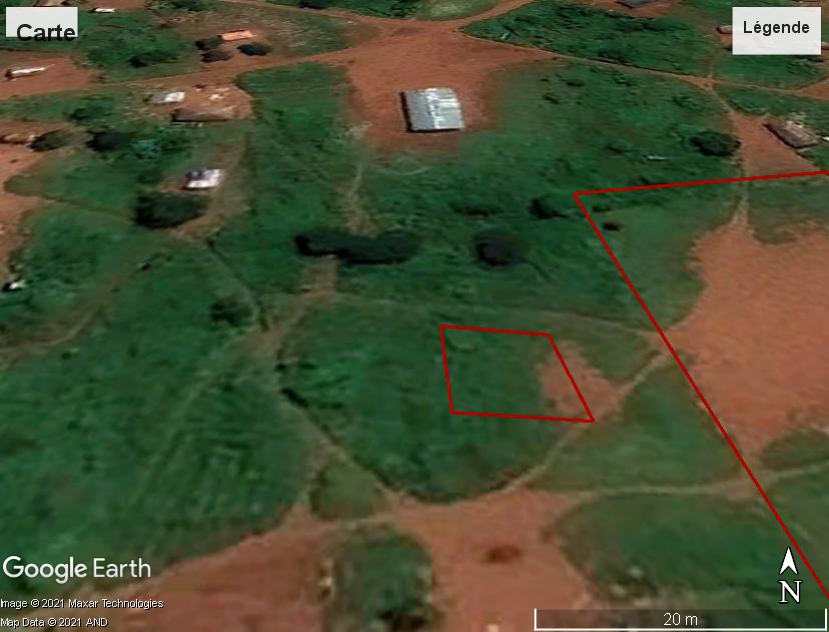 Carte
Légende
Google Earth
Image © 2021 Maxar Technologies
Map Data © 2021 AND
N
20 m